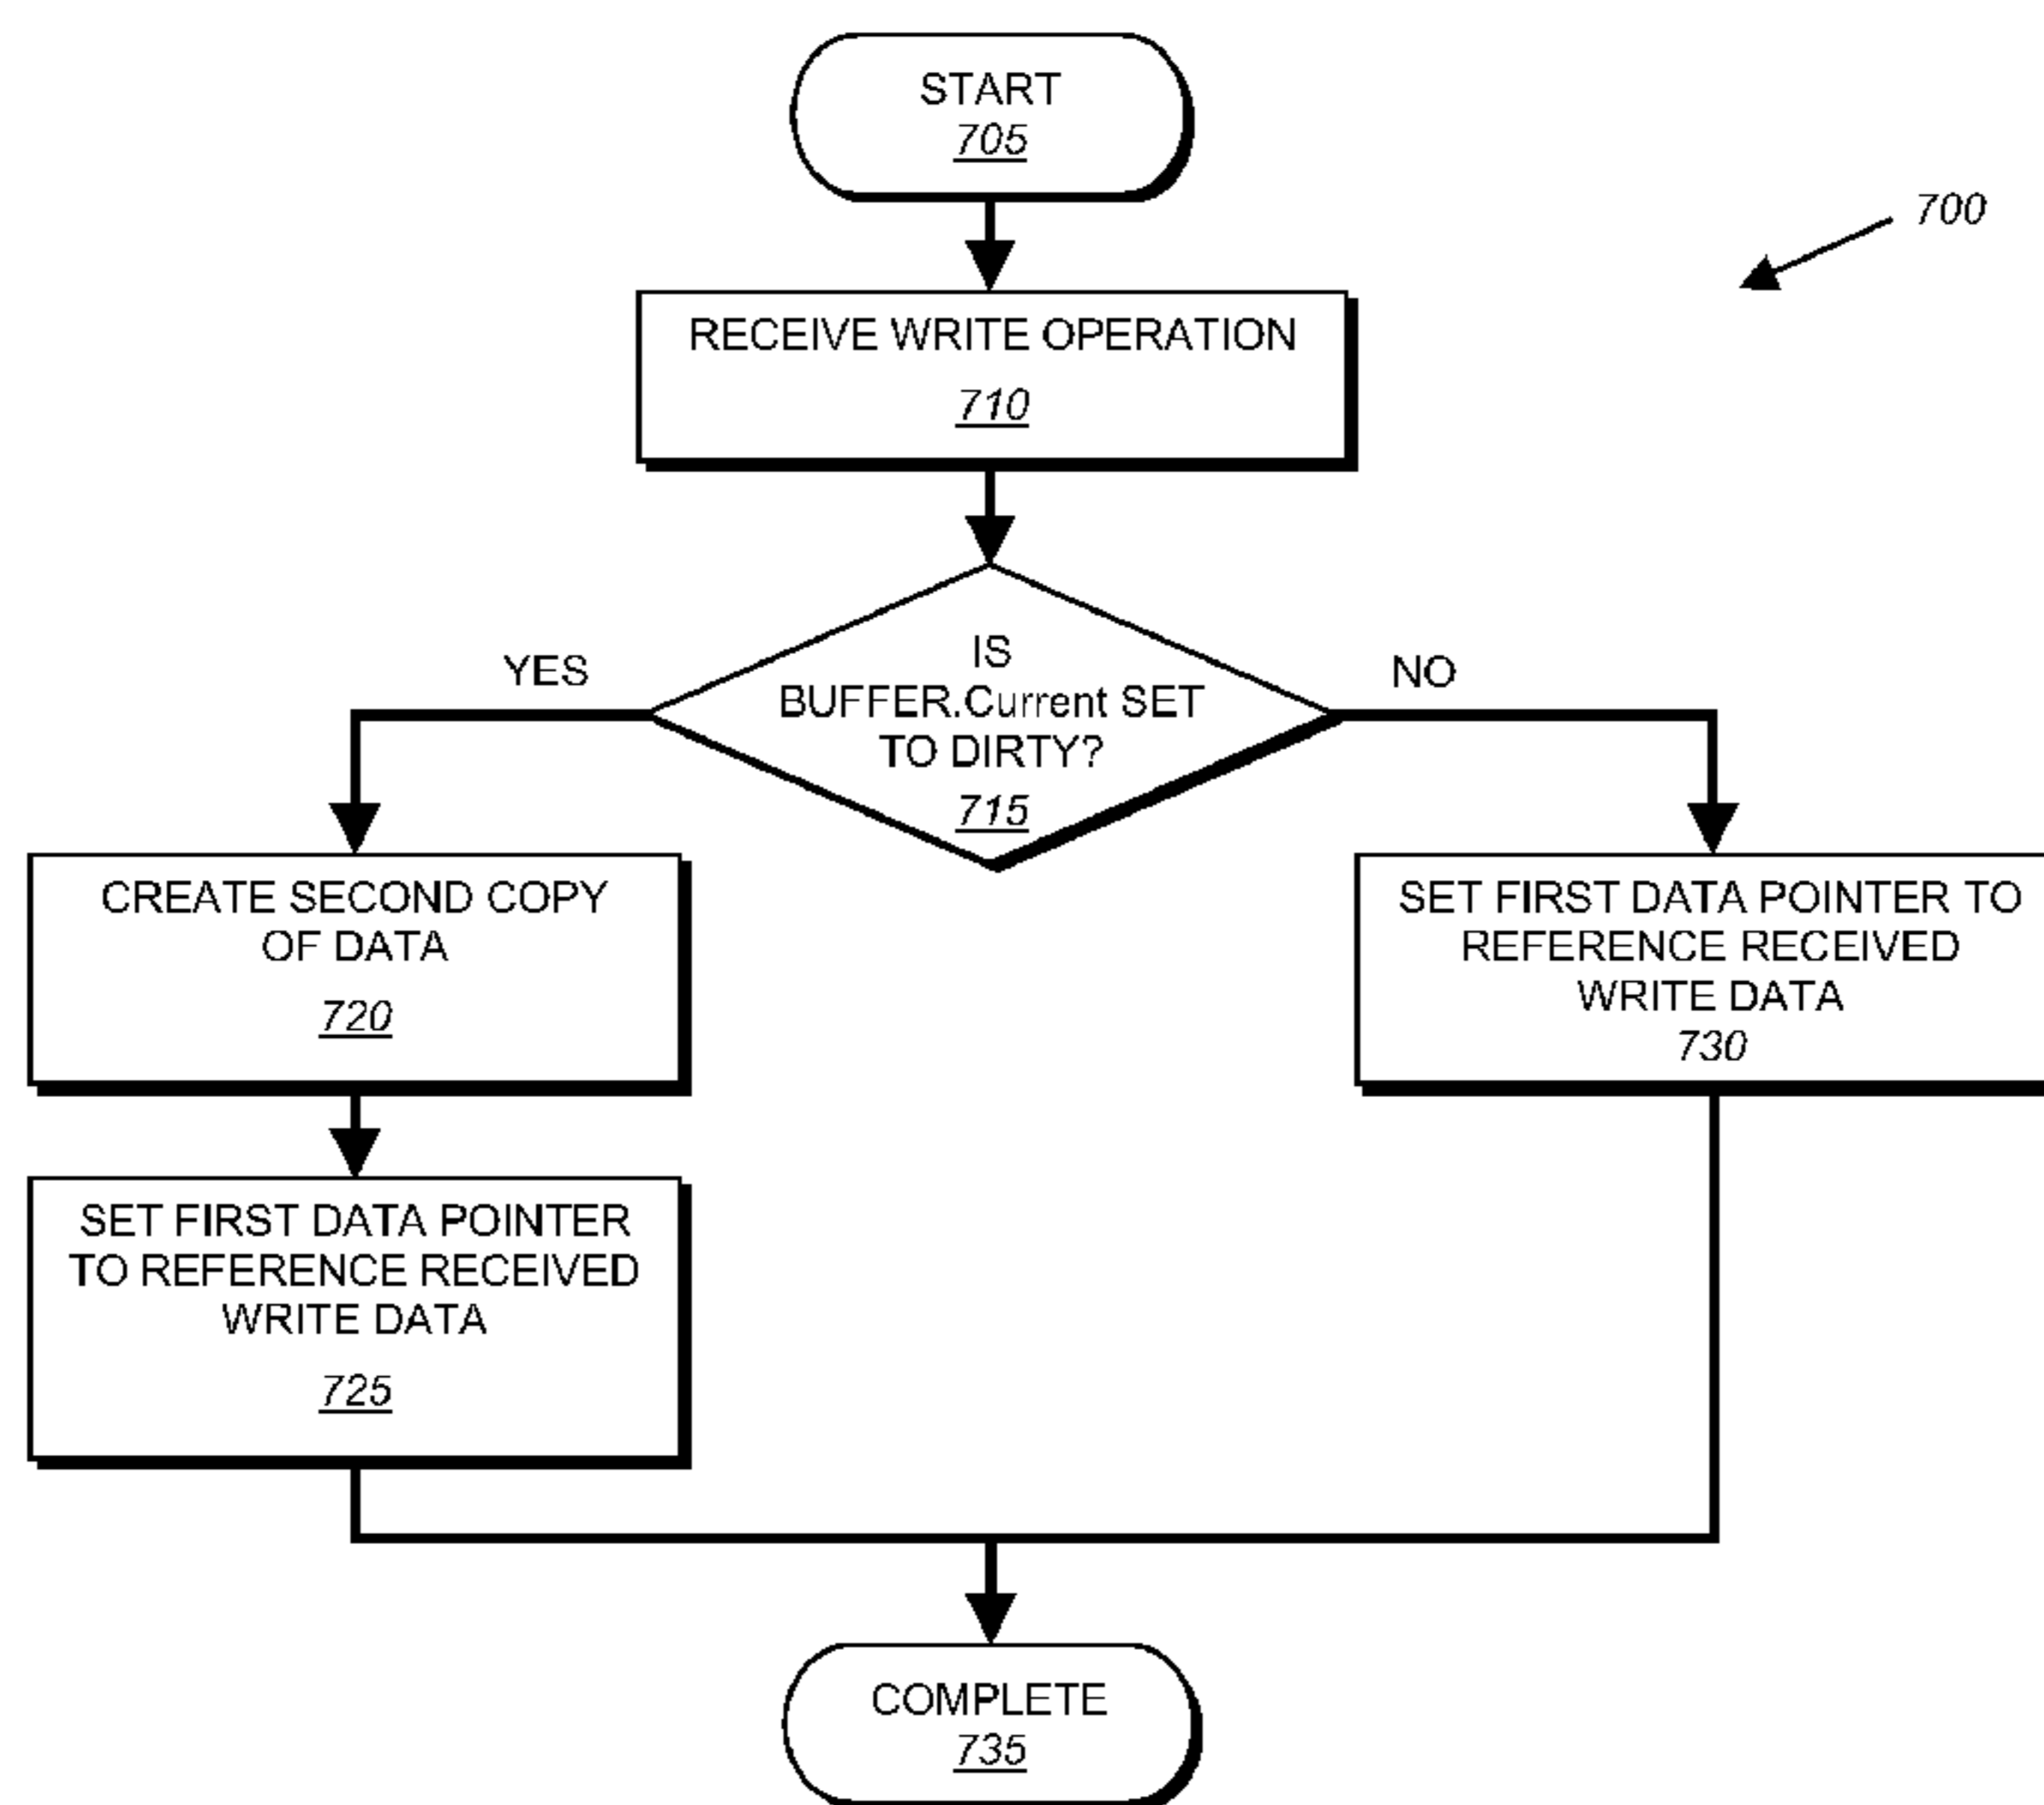 START
705
700
RECEIVE WRITE OPERATION
710
IS
BUFFER.Current SET
TO DIRTY?
715
YES
NO
CREATE SECOND COPY
OF DATA
720
SET FIRST DATA POINTER
TO REFERENCE RECEIVED
WRITE DATA
725
SET FIRST DATA POINTER TO
REFERENCE RECEIVED
WRITE DATA
730
COMPLETE
735